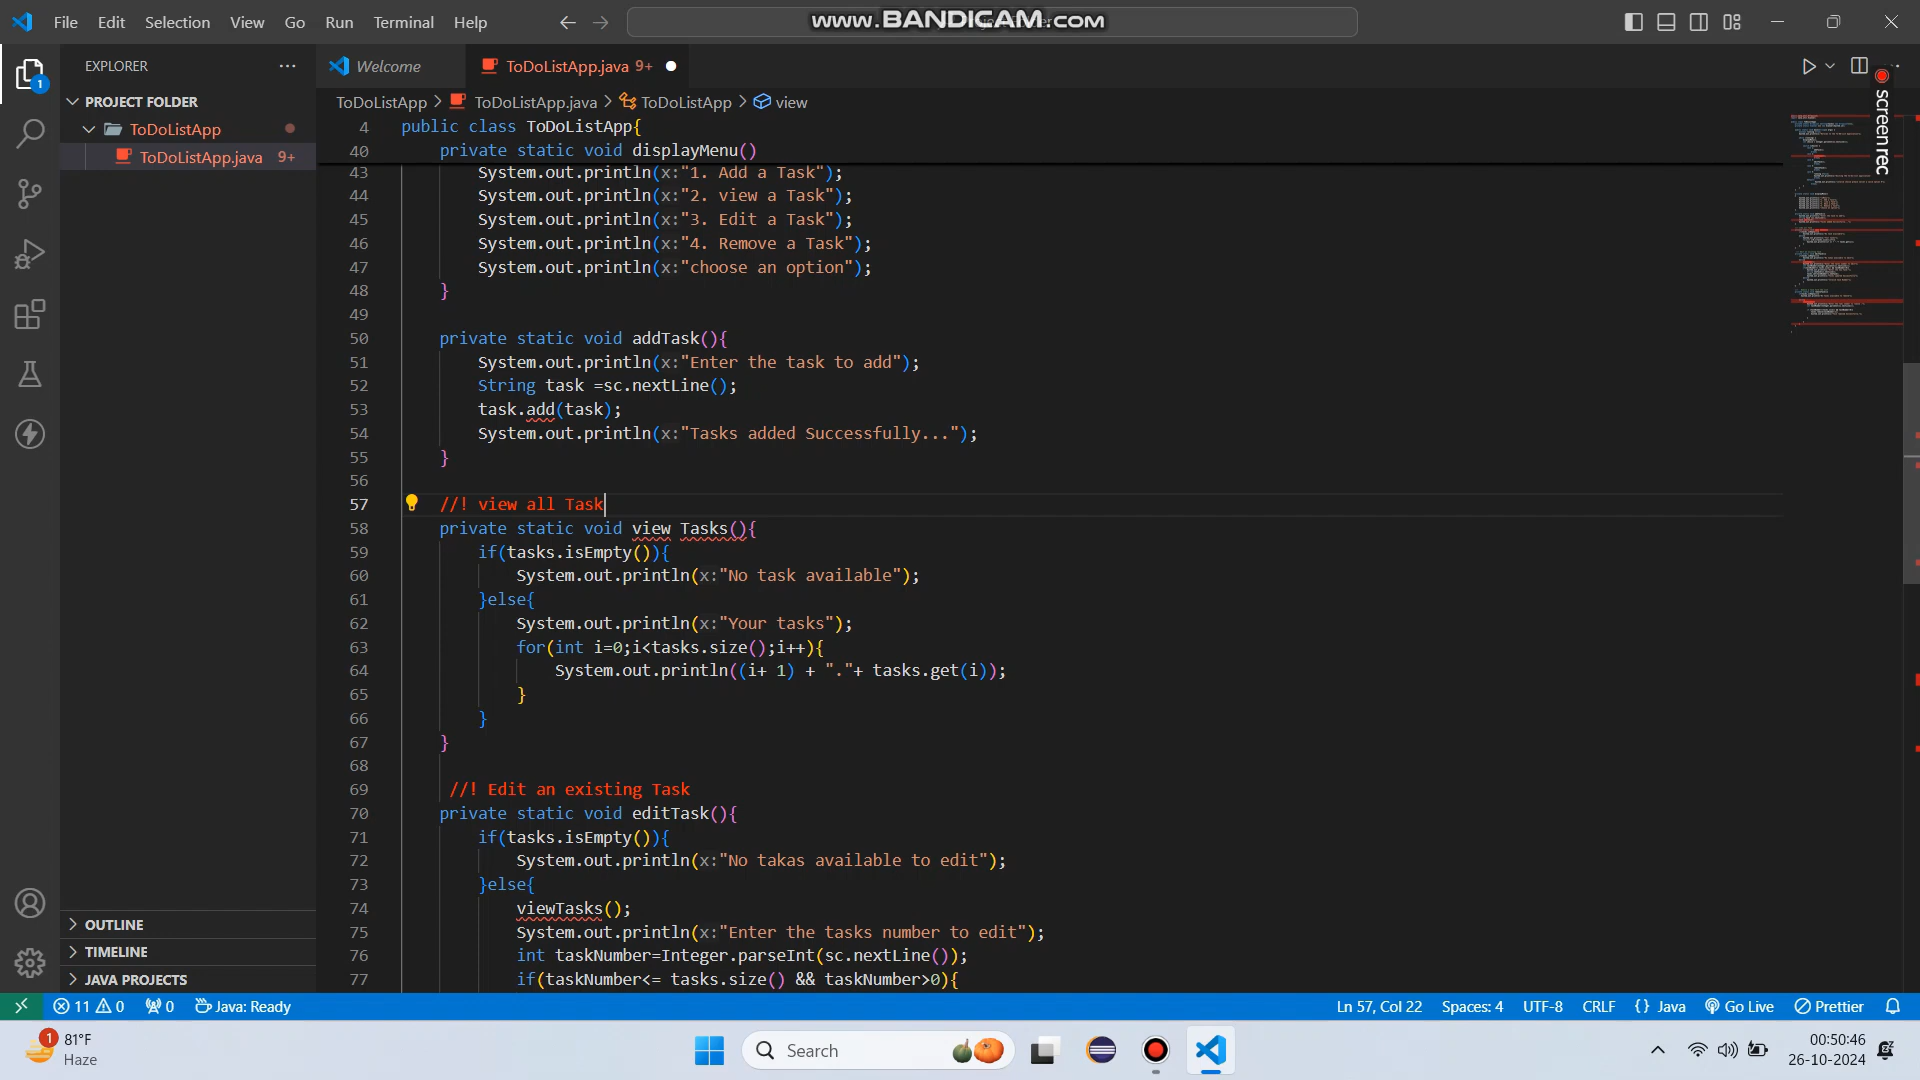 File Edit Selection View Go Run Terminal Help
www.BANDICAM.com
EXPLORER
Welcome
ToDoListApp.java 9+
PROJECT FOLDER
ToDoListApp
ToDoListApp.java 9+
OUTLINE
TIMELINE
JAVA PROJECTS
ToDoListApp > ToDoListApp.java > ToDoListApp > view
4 public class ToDoListApp{
40 private static void displayMenu()
43 System.out.println(x:"1. Add a Task");
44 System.out.println(x:"2. view a Task");
45 System.out.println(x:"3. Edit a Task");
46 System.out.println(x:"4. Remove a Task");
47 System.out.println(x:"choose an option");
48 }
49
50 private static void addTask(){
51 System.out.println(x:"Enter the task to add");
52 String task =sc.nextLine();
53 task.add(task);
54 System.out.println(x:"Tasks added Successfully...");
55 }
56
57 //! view all Task
58 private static void view Tasks(){
59 if(tasks.isEmpty()){
60 System.out.println(x:"No task available");
61 }else{
62 System.out.println(x:"Your tasks");
63 for(int i=0;i<tasks.size();i++){
64 System.out.println((i+ 1) + "."+ tasks.get(i));
65 }
66 }
67 }
68
69 //! Edit an existing Task
70 private static void editTask(){
71 if(tasks.isEmpty()){
72 System.out.println(x:"No takas available to edit");
73 }else{
74 viewTasks();
75 System.out.println(x:"Enter the tasks number to edit");
76 int taskNumber=Integer.parseInt(sc.nextLine());
77 if(taskNumber<= tasks.size() && taskNumber>0){
screen rec
11 0 0 Java: Ready
Ln 57, Col 22 Spaces: 4 UTF-8 CRLF {} Java Go Live Prettier
1
81°F
Haze
Search
00:50:46
26-10-2024